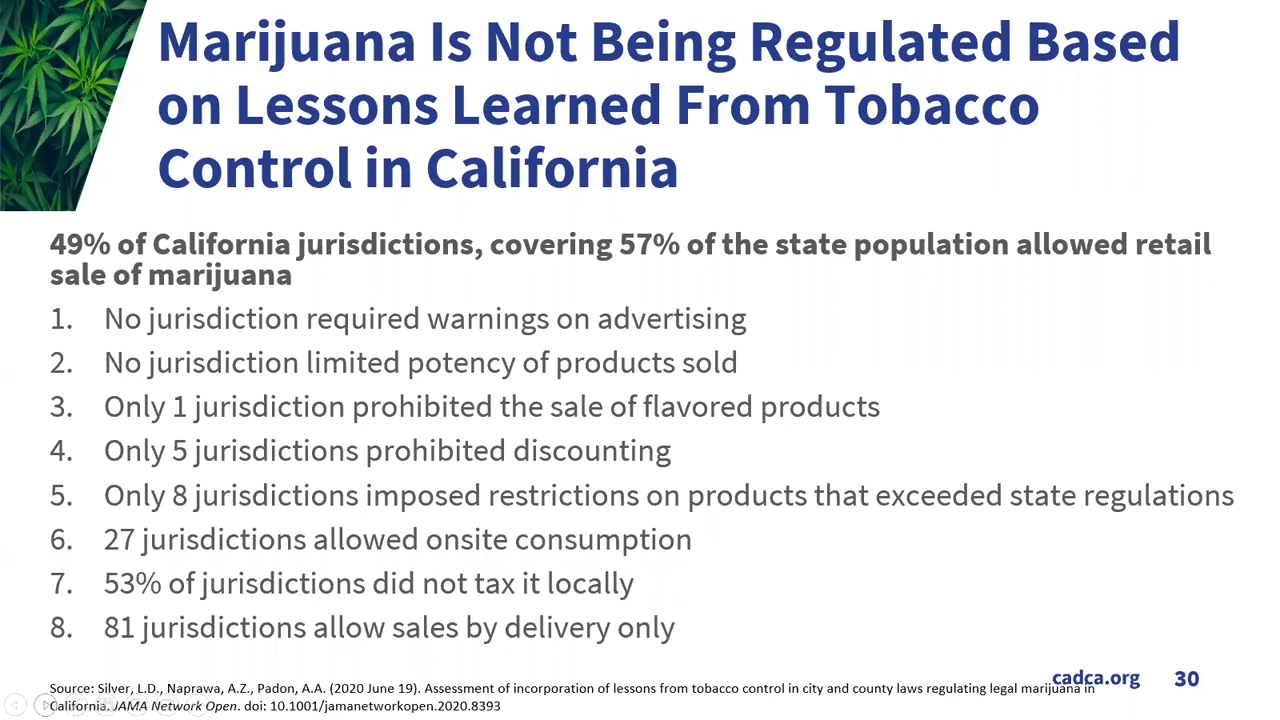 Marijuana Is Not Being Regulated Based
on Lessons Learned From Tobacco
Control in California
49% of California jurisdictions, covering 57% of the state population allowed retail
sale of marijuana
1. No jurisdiction required warnings on advertising
2. No jurisdiction limited potency of products sold
3. Only 1 jurisdiction prohibited the sale of flavored products
4. Only 5 jurisdictions prohibited discounting
5. Only 8 jurisdictions imposed restrictions on products that exceeded state regulations
6. 27 jurisdictions allowed onsite consumption
7. 53% of jurisdictions did not tax it locally
8. 81 jurisdictions allow sales by delivery only
Source: Silver, L.D., Naprawa, A.Z., Padon, A.A. (2020 June 19). Assessment of incorporation of lessons from tobacco control in city and county laws regulating legal marijuana in
California. JAMA Network Open. doi: 10.1001/jamanetworkopen.2020.8393
cadca.org 30